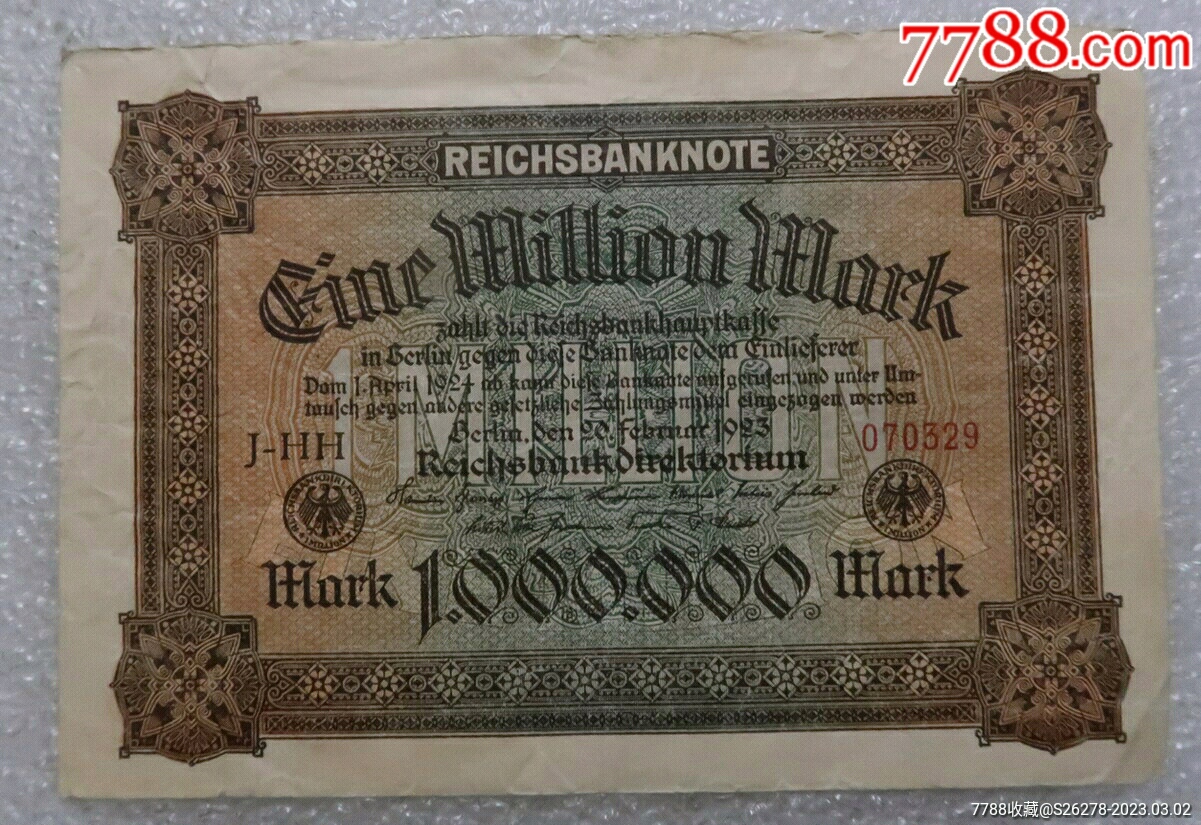 7788.com
REICHSBANKNOTE
Eine Million Mark
zahlt die Reichsbankhauptkasse
in Berlin gegen diese Banknote dem Einlieferer
Vom 1. April 1924 ab kann diese Banknote aufgerufen und unter Um-
tausch gegen andere gesetzliche Zahlungsmittel eingezogen werden
Berlin, den 20. Februar 1923
J-HH
070329
Reichsbankdirektorium
1 MILLION
Mark 1.000.000 Mark
7788收藏@S26278-2023.03.02